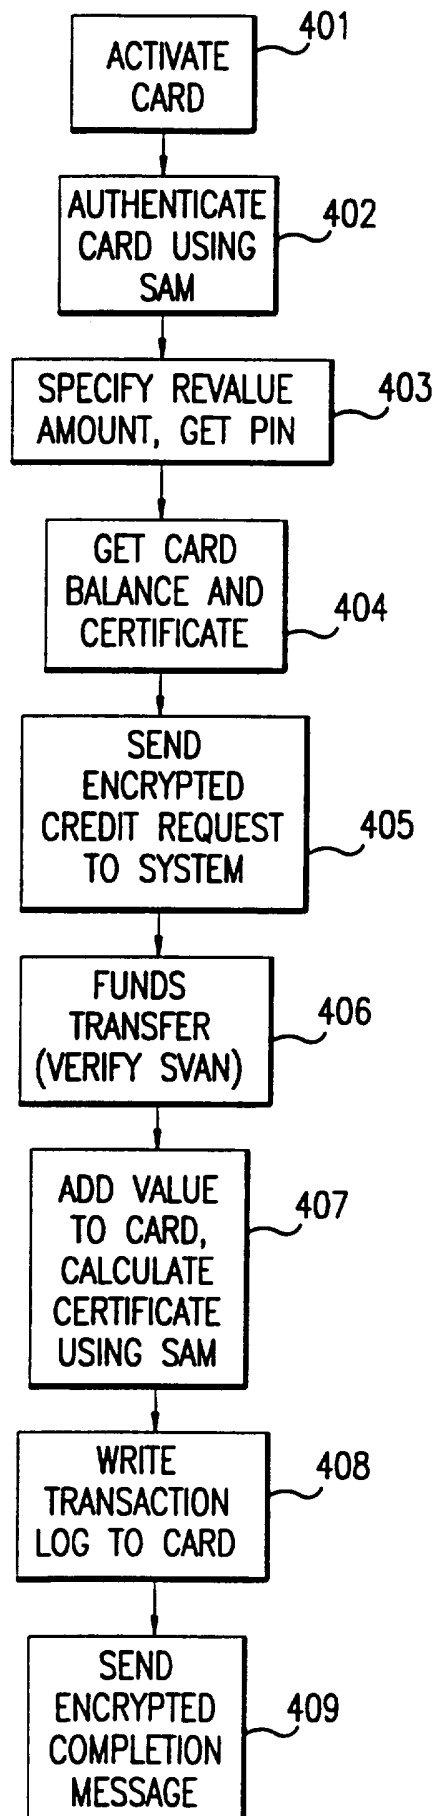 401
ACTIVATE
CARD
AUTHENTICATE
CARD USING
SAM
402
SPECIFY REVALUE
AMOUNT, GET PIN
403
GET CARD
BALANCE AND
CERTIFICATE
404
SEND
ENCRYPTED
CREDIT REQUEST
TO SYSTEM
405
FUNDS
TRANSFER
(VERIFY SVAN)
406
ADD VALUE
TO CARD,
CALCULATE
CERTIFICATE
USING SAM
407
WRITE
TRANSACTION
LOG TO CARD
408
SEND
ENCRYPTED
COMPLETION
MESSAGE
409